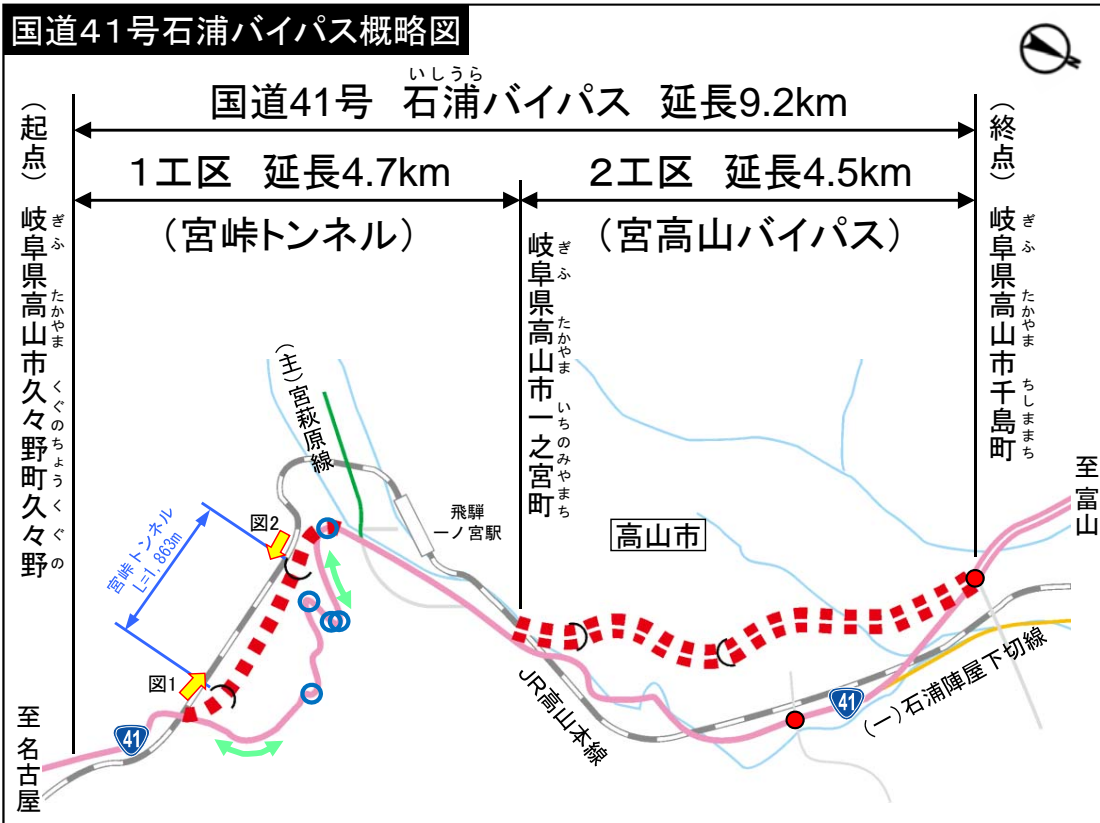 国道41号石浦バイパス概略図
いしうら
国道41号 石浦バイパス 延長9.2km
1工区 延長4.7km
(宮峠トンネル)
2工区 延長4.5km
(宮高山バイパス)
(起点) 岐阜県高山市久々野町久々野
ぎふ たかやま くぐのちょう くぐの
岐阜県高山市一之宮町
ぎふ たかやま いちのみやまち
(終点) 岐阜県高山市千島町
ぎふ たかやま ちしままち
(主)宮萩原線
飛騨
一ノ宮駅
高山市
至富山
宮峠トンネル
L=1,863m
図2
図1
JR高山本線
(一)石浦陣屋下切線
41
41
至名古屋
N